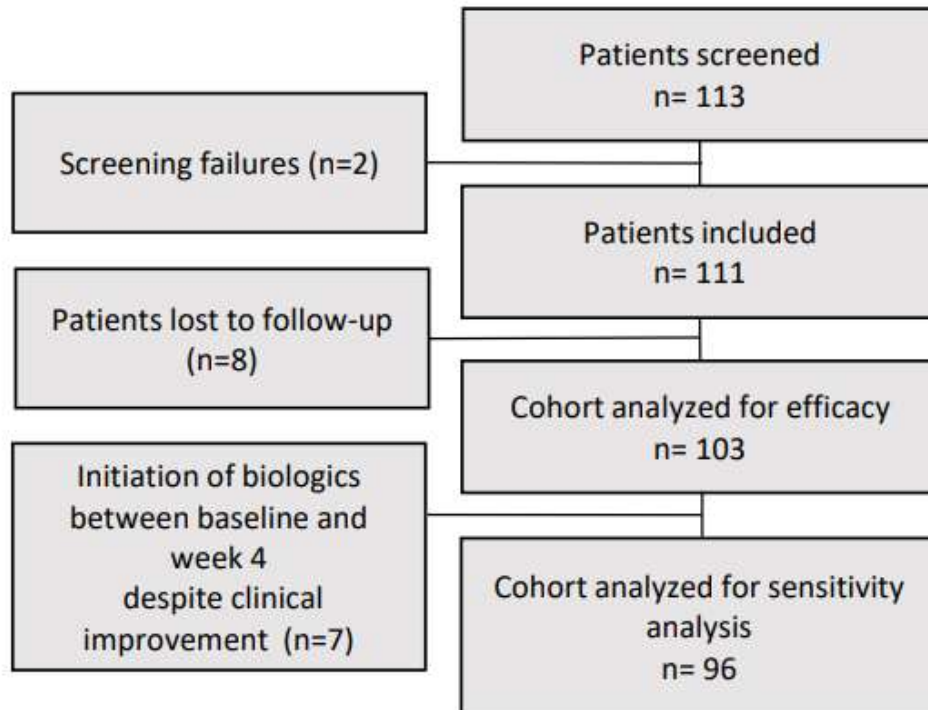 Patients screened
n= 113
Screening failures (n=2)
Patients included
n= 111
Patients lost to follow-up
(n=8)
Cohort analyzed for efficacy
n= 103
Initiation of biologics
between baseline and
week 4
despite clinical
improvement  (n=7)
Cohort analyzed for sensitivity
analysis
n= 96